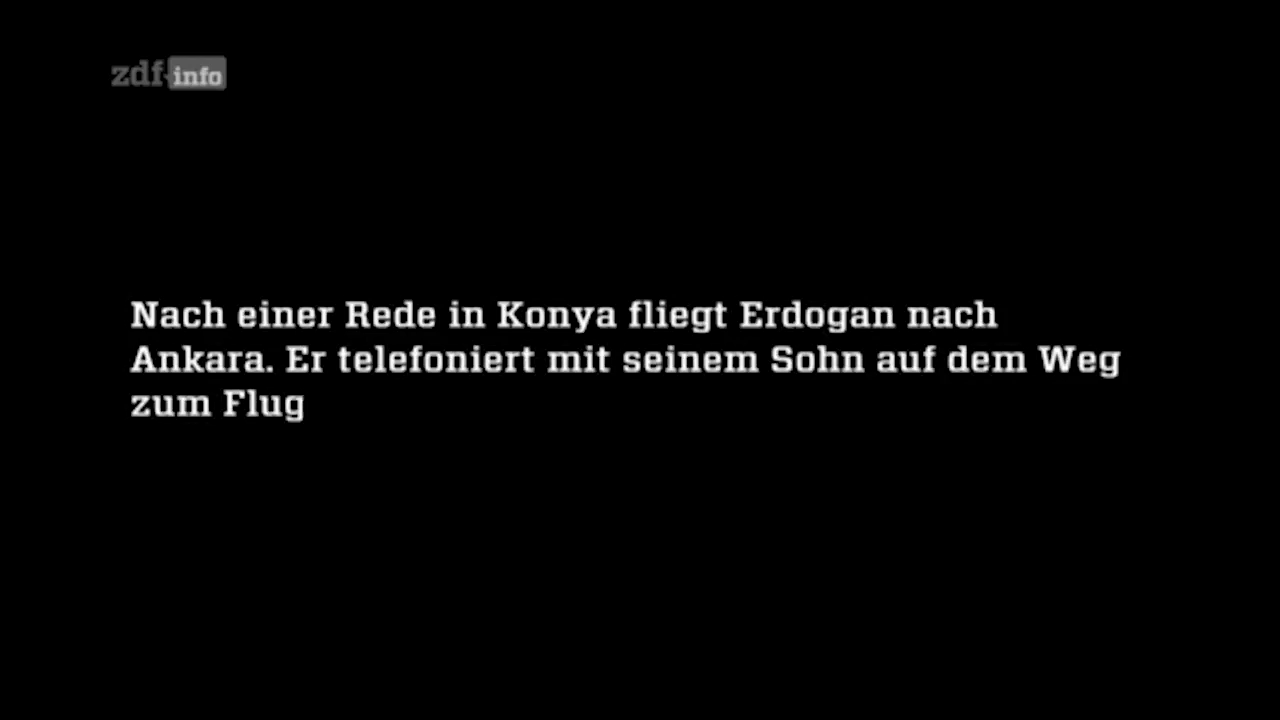 zdf info
Nach einer Rede in Konya fliegt Erdogan nach
Ankara. Er telefoniert mit seinem Sohn auf dem Weg
zum Flug